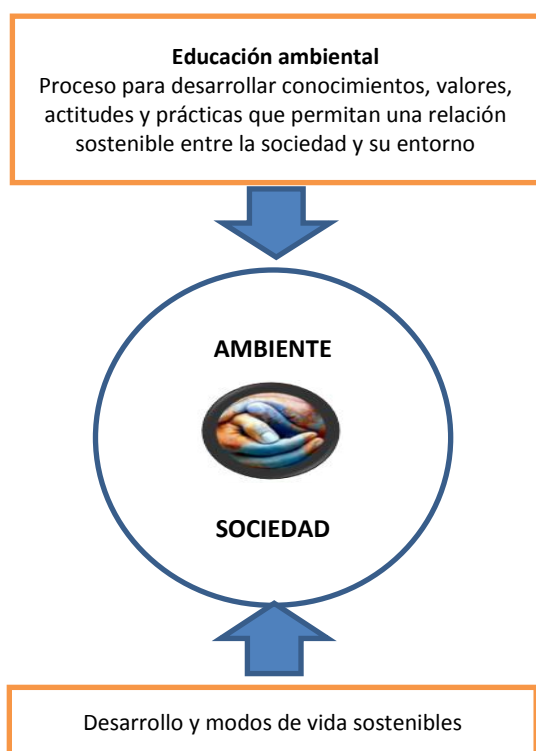 Educación ambiental
Proceso para desarrollar conocimientos, valores,
actitudes y prácticas que permitan una relación
sostenible entre la sociedad y su entorno
AMBIENTE
SOCIEDAD
Desarrollo y modos de vida sostenibles